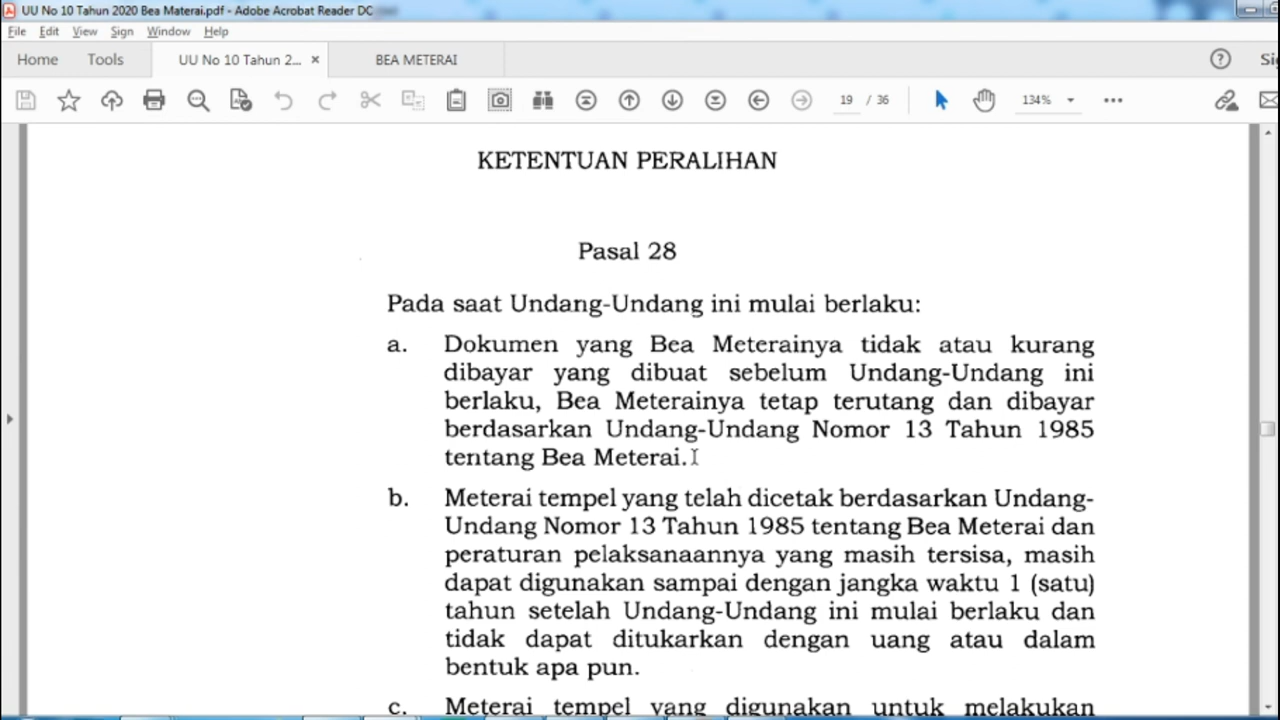 UU No 10 Tahun 2020 Bea Materai.pdf - Adobe Acrobat Reader DC
File Edit View Sign Window Help
Home Tools UU No 10 Tahun 2... × BEA METERAI
19 / 36 134%
KETENTUAN PERALIHAN
Pasal 28
Pada saat Undang-Undang ini mulai berlaku:
a. Dokumen yang Bea Meterainya tidak atau kurang
dibayar yang dibuat sebelum Undang-Undang ini
berlaku, Bea Meterainya tetap terutang dan dibayar
berdasarkan Undang-Undang Nomor 13 Tahun 1985
tentang Bea Meterai.
b. Meterai tempel yang telah dicetak berdasarkan Undang-
Undang Nomor 13 Tahun 1985 tentang Bea Meterai dan
peraturan pelaksanaannya yang masih tersisa, masih
dapat digunakan sampai dengan jangka waktu 1 (satu)
tahun setelah Undang-Undang ini mulai berlaku dan
tidak dapat ditukarkan dengan uang atau dalam
bentuk apa pun.
c. Meterai tempel yang digunakan untuk melakukan